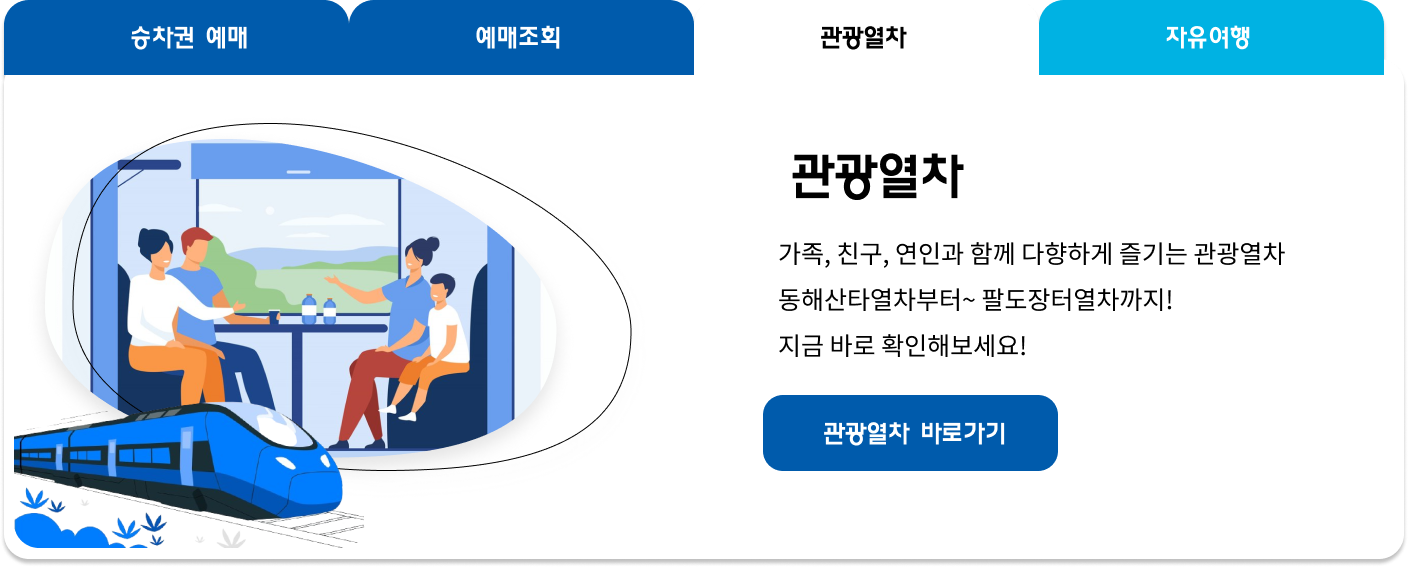 승차권 예매
예매조회
관광열차
자유여행
관광열차
가족, 친구, 연인과 함께 다향하게 즐기는 관광열차
동해산타열차부터~ 팔도장터열차까지!
지금 바로 확인해보세요!
관광열차 바로가기